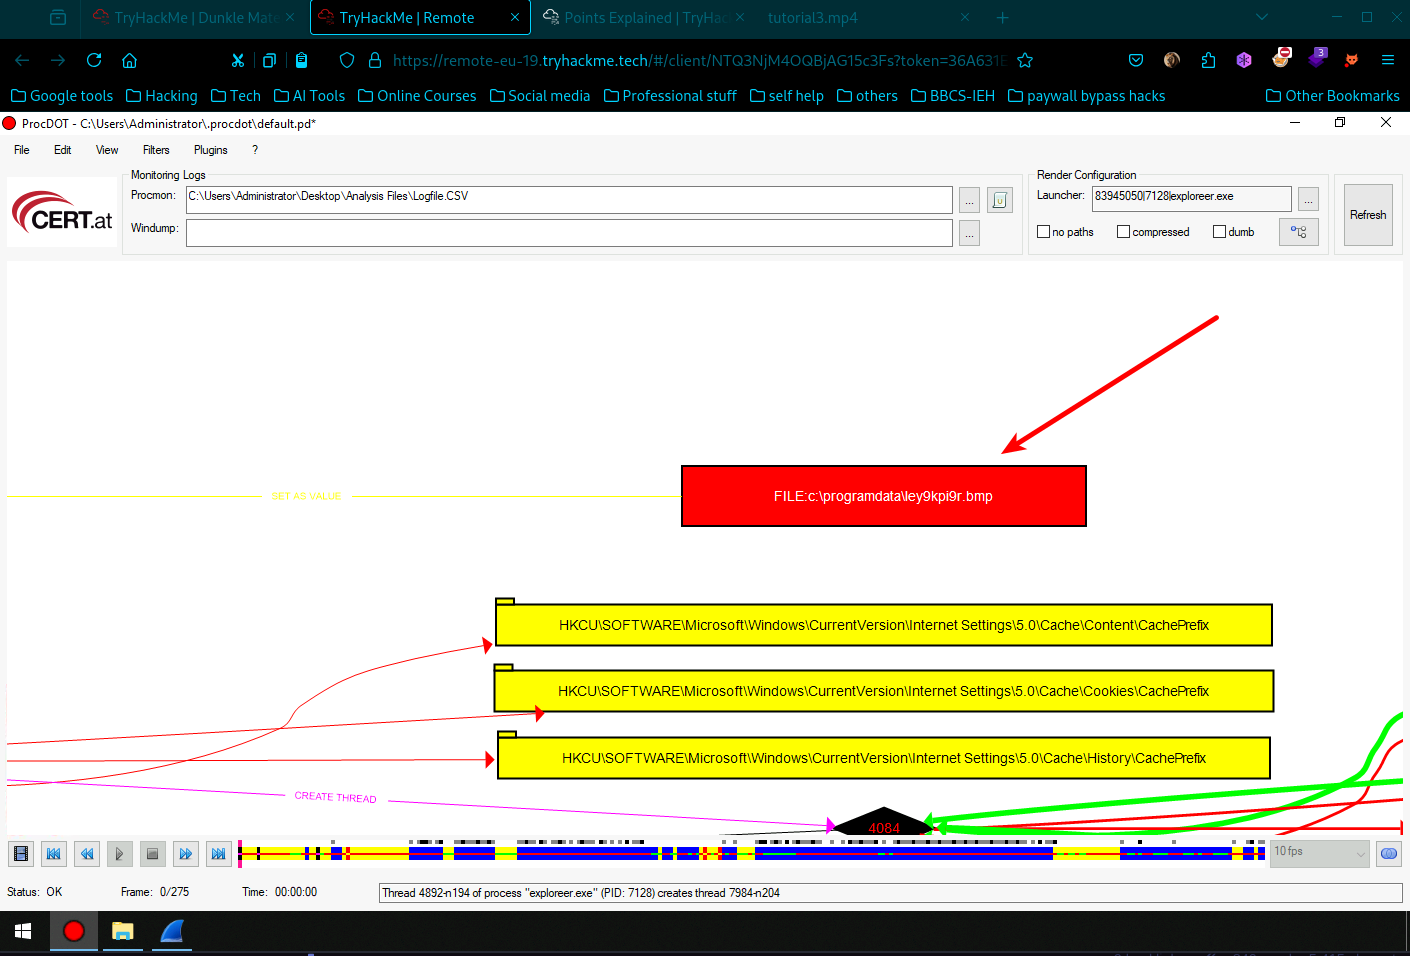 TryHackMe | Dunkle Mate
TryHackMe | Remote
Points Explained | TryHac
tutorial3.mp4
https://remote-eu-19.tryhackme.tech/#/client/NTQ3NjM4OQBjAG15c3Fs?token=36A631
3
Google tools
Hacking
Tech
AI Tools
Online Courses
Social media
Professional stuff
self help
others
BBCS-IEH
paywall bypass hacks
Other Bookmarks
ProcDOT - C:\Users\Administrator\.procdot\default.pd*
File Edit View Filters Plugins ?
CERT.at
Monitoring Logs
Procmon: C:\Users\Administrator\Desktop\Analysis Files\Logfile.CSV ...
Windump: ...
Render Configuration
Launcher: 83945050|7128|exploreer.exe ...
no paths compressed dumb
Refresh
SET AS VALUE
FILE:c:\programdata\ley9kpi9r.bmp
HKCU\SOFTWARE\Microsoft\Windows\CurrentVersion\Internet Settings\5.0\Cache\Content\CachePrefix
HKCU\SOFTWARE\Microsoft\Windows\CurrentVersion\Internet Settings\5.0\Cache\Cookies\CachePrefix
HKCU\SOFTWARE\Microsoft\Windows\CurrentVersion\Internet Settings\5.0\Cache\History\CachePrefix
CREATE THREAD
4084
10 fps
Status: OK Frame: 0/275 Time: 00:00:00
Thread 4892-n194 of process "exploreer.exe" (PID: 7128) creates thread 7984-n204